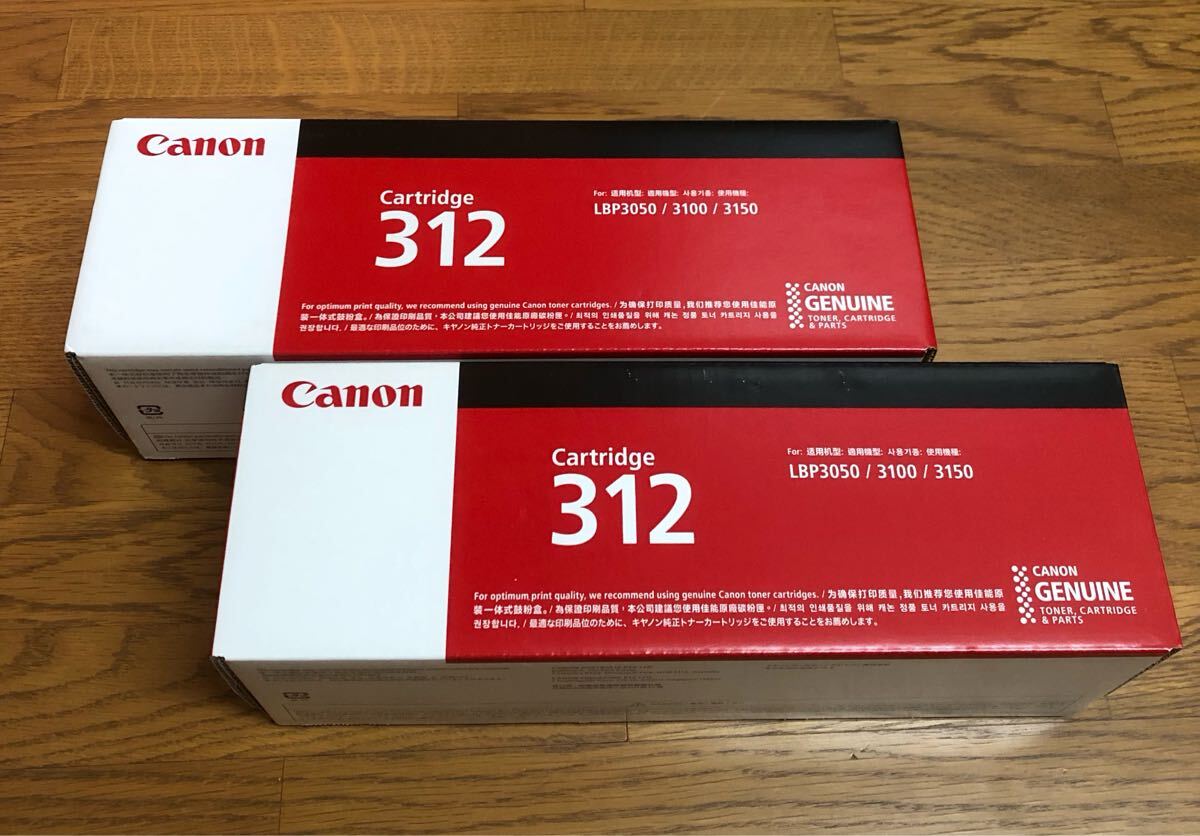 Canon
Cartridge
312
For: 适用机型: 適用機型: 사용기종: 使用機種:
LBP3050 / 3100 / 3150
For optimum print quality, we recommend using genuine Canon toner cartridges. / 为确保打印质量,我们推荐您使用佳能原
装一体式鼓粉盒。/ 為保證印刷品質,本公司建議您使用佳能原廠碳粉匣。/ 최적의 인쇄품질을 위해 캐논 정품 토너 카트리지 사용을
권장합니다. / 最適な印刷品位のために、キヤノン純正トナーカートリッジをご使用することをお薦めします。
CANON
GENUINE
TONER, CARTRIDGE
& PARTS
Canon
Cartridge
312
For: 适用机型: 適用機型: 사용기종: 使用機種:
LBP3050 / 3100 / 3150
For optimum print quality, we recommend using genuine Canon toner cartridges. / 为确保打印质量,我们推荐您使用佳能原
装一体式鼓粉盒。/ 為保證印刷品質,本公司建議您使用佳能原廠碳粉匣。/ 최적의 인쇄품질을 위해 캐논 정품 토너 카트리지 사용을
권장합니다. / 最適な印刷品位のために、キヤノン純正トナーカートリッジをご使用することをお薦めします。
CANON
GENUINE
TONER, CARTRIDGE
& PARTS